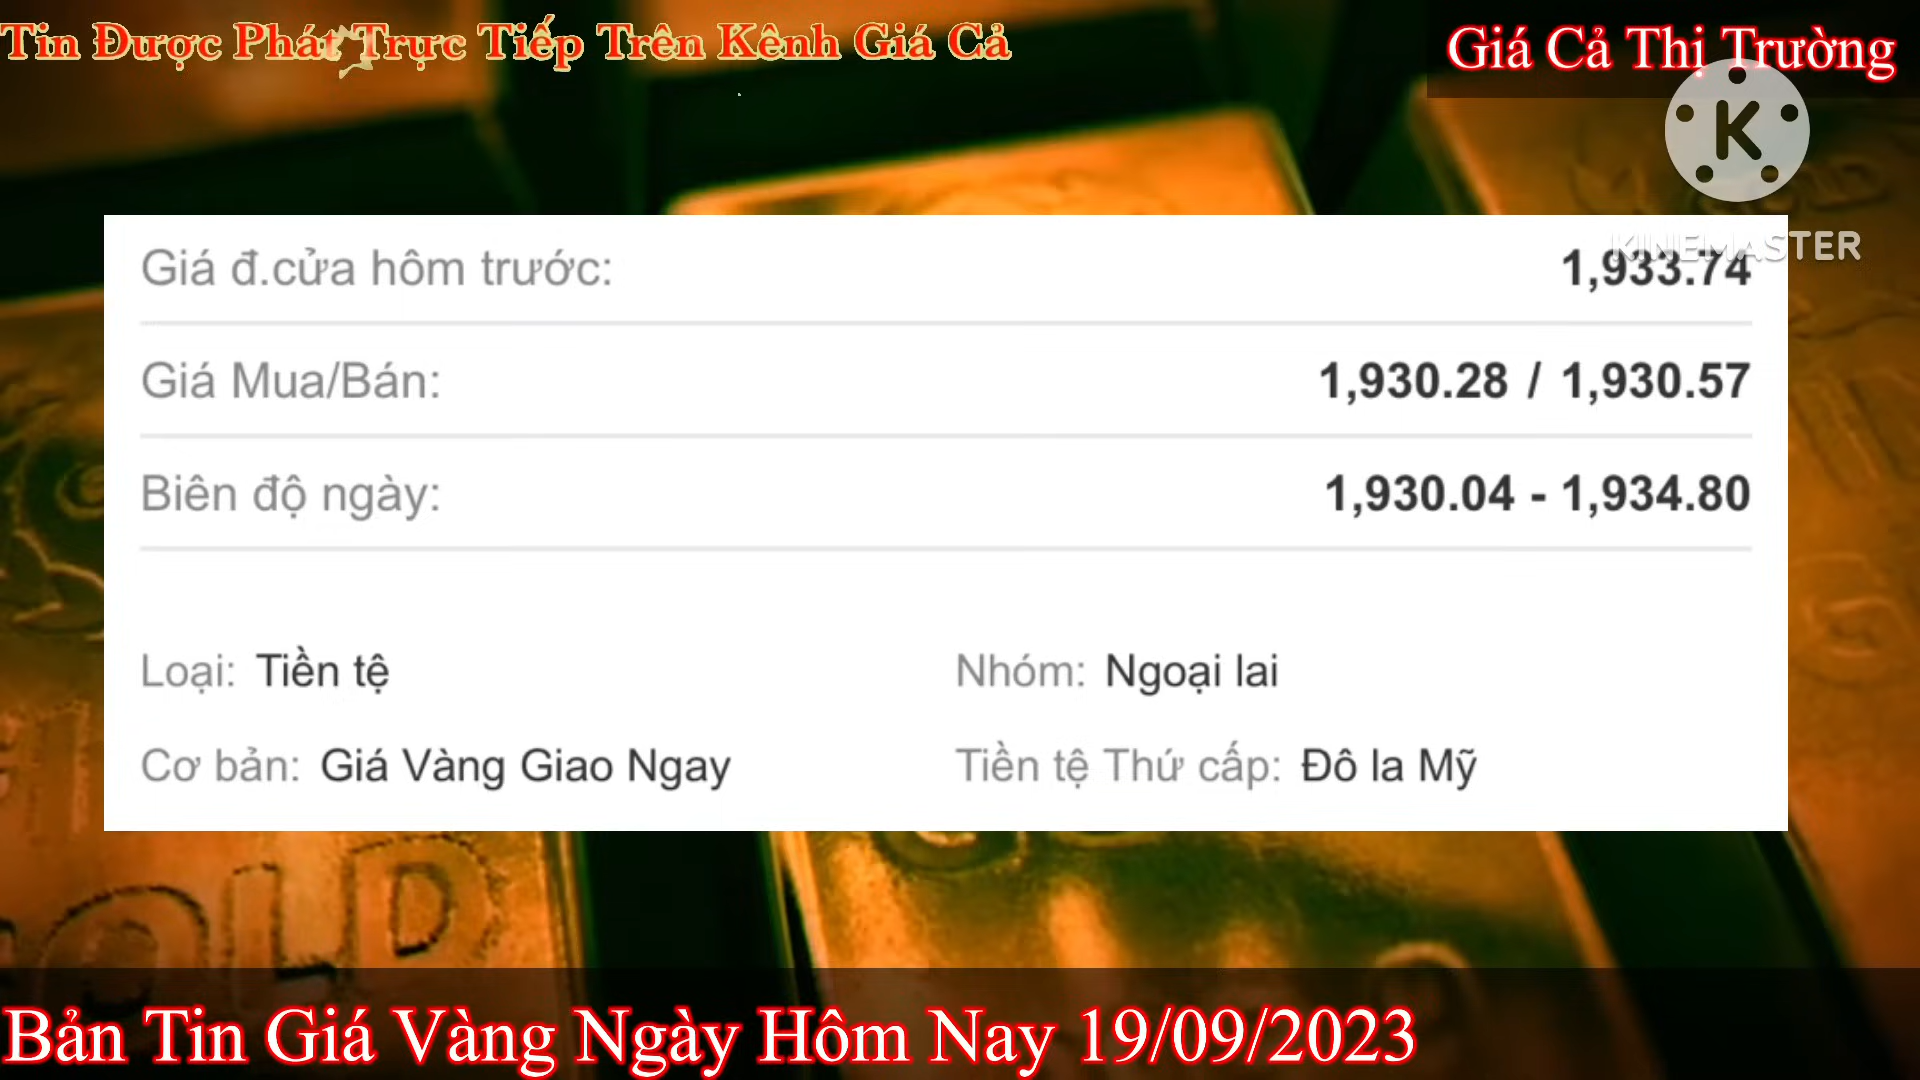 Tin Được Phát Trực Tiếp Trên Kênh Giá Cả
Giá Cả Thị Trường
K
KINEMASTER
Giá đ.cửa hôm trước: 1,933.74
Giá Mua/Bán: 1,930.28 / 1,930.57
Biên độ ngày: 1,930.04 - 1,934.80
Loại: Tiền tệ Nhóm: Ngoại lai
Cơ bản: Giá Vàng Giao Ngay Tiền tệ Thứ cấp: Đô la Mỹ
GOLD
Bản Tin Giá Vàng Ngày Hôm Nay 19/09/2023